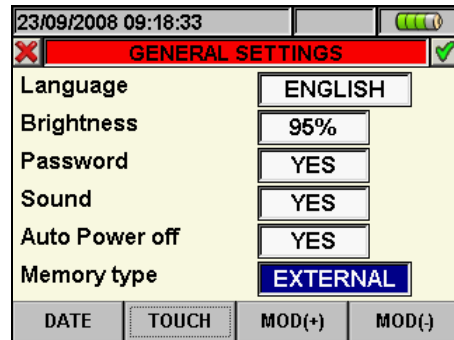 23/09/2008 09:18:33
GENERAL SETTINGS
Language ENGLISH
Brightness 95%
Password YES
Sound YES
Auto Power off YES
Memory type EXTERNAL
DATE TOUCH MOD(+) MOD(-)